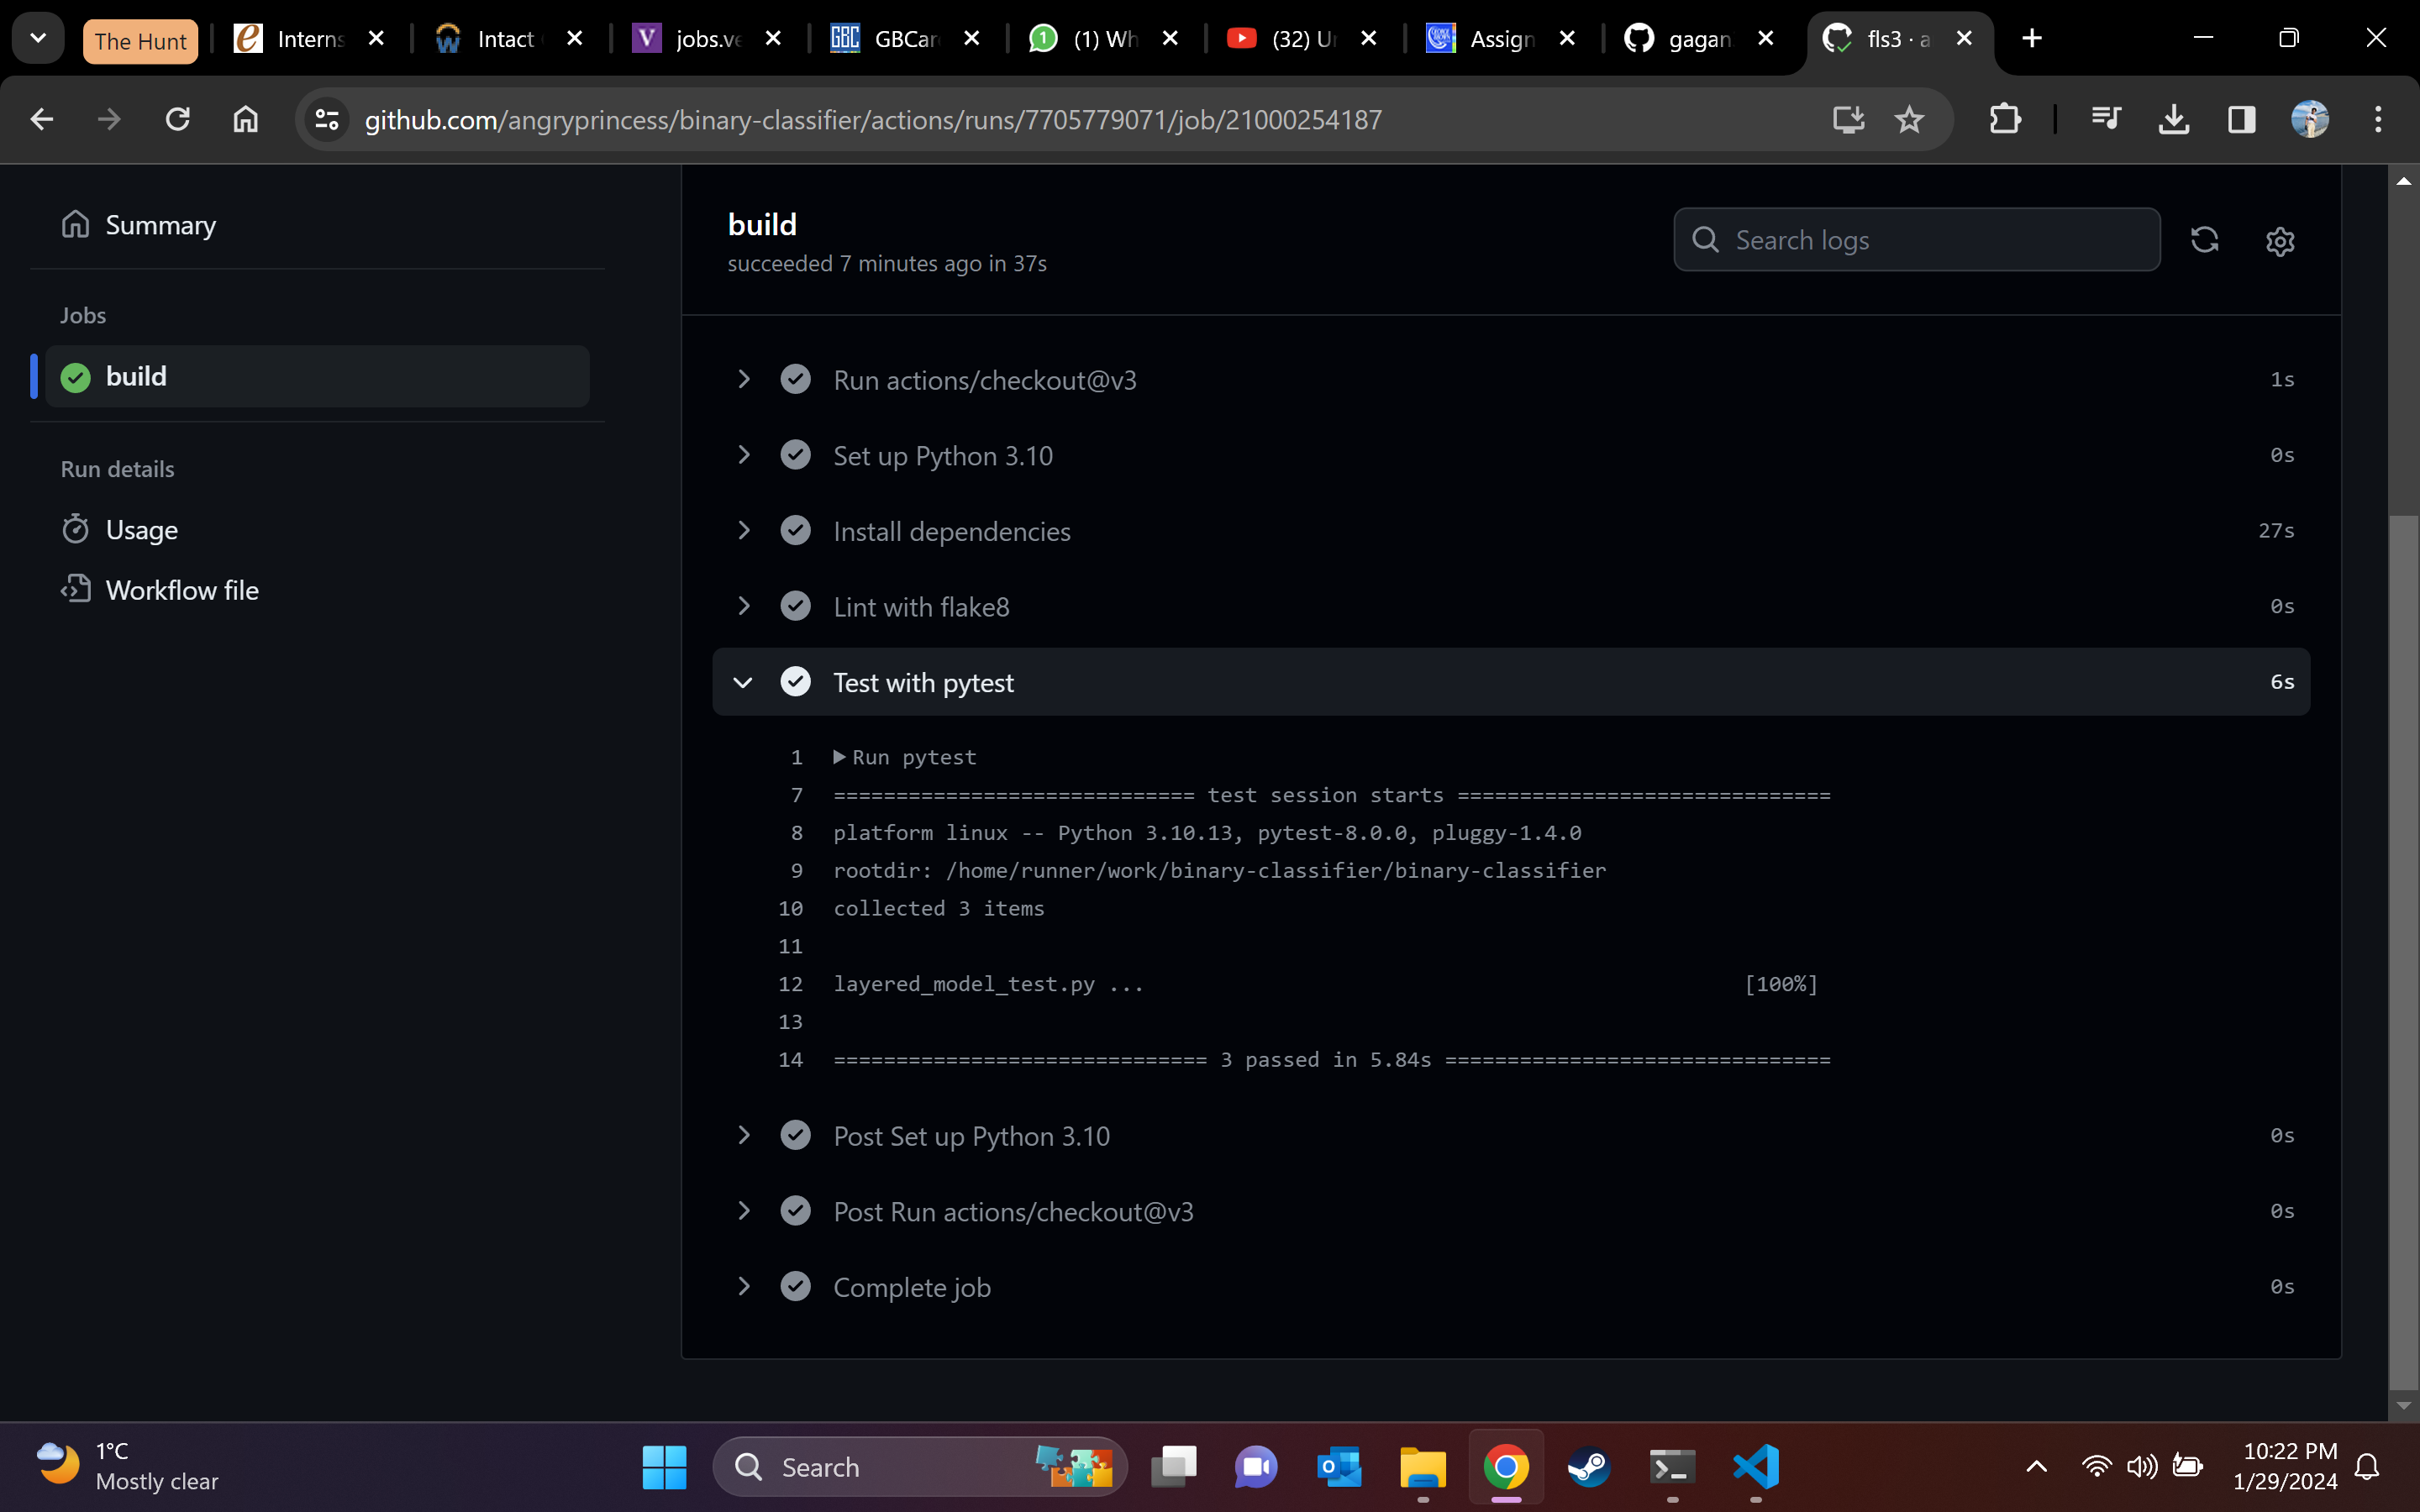 The Hunt
Interns
Intact
jobs.ve
GBC
GBCar
(1) Wh
(32) Ur
Assign
gagan
fls3 · a
github.com/angryprincess/binary-classifier/actions/runs/7705779071/job/21000254187
Summary
Jobs
build
Run details
Usage
Workflow file
build
succeeded 7 minutes ago in 37s
Search logs
Run actions/checkout@v3 1s
Set up Python 3.10 0s
Install dependencies 27s
Lint with flake8 0s
Test with pytest 6s
1 Run pytest
7 ============================= test session starts ==============================
8 platform linux -- Python 3.10.13, pytest-8.0.0, pluggy-1.4.0
9 rootdir: /home/runner/work/binary-classifier/binary-classifier
10 collected 3 items
11
12 layered_model_test.py ... [100%]
13
14 ============================== 3 passed in 5.84s ===============================
Post Set up Python 3.10 0s
Post Run actions/checkout@v3 0s
Complete job 0s
1°C
Mostly clear
Search
10:22 PM
1/29/2024